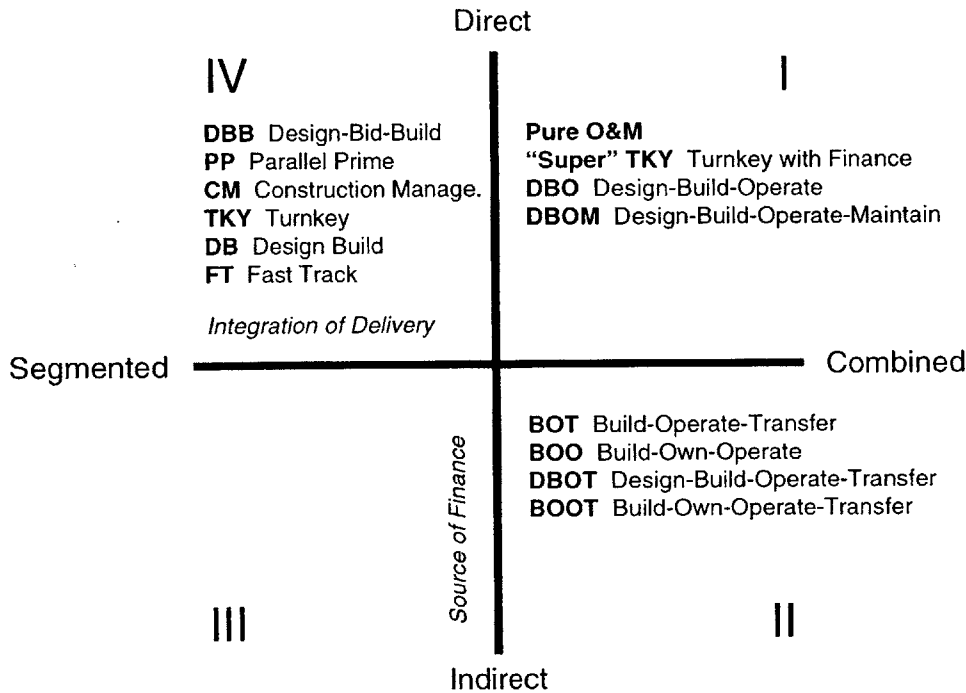 Direct
IV
I
DBB Design-Bid-Build
PP Parallel Prime
CM Construction Manage.
TKY Turnkey
DB Design Build
FT Fast Track
Pure O&M
“Super” TKY Turnkey with Finance
DBO Design-Build-Operate
DBOM Design-Build-Operate-Maintain
Integration of Delivery
Segmented
Combined
BOT Build-Operate-Transfer
BOO Build-Own-Operate
DBOT Design-Build-Operate-Transfer
BOOT Build-Own-Operate-Transfer
Source of Finance
III
II
Indirect